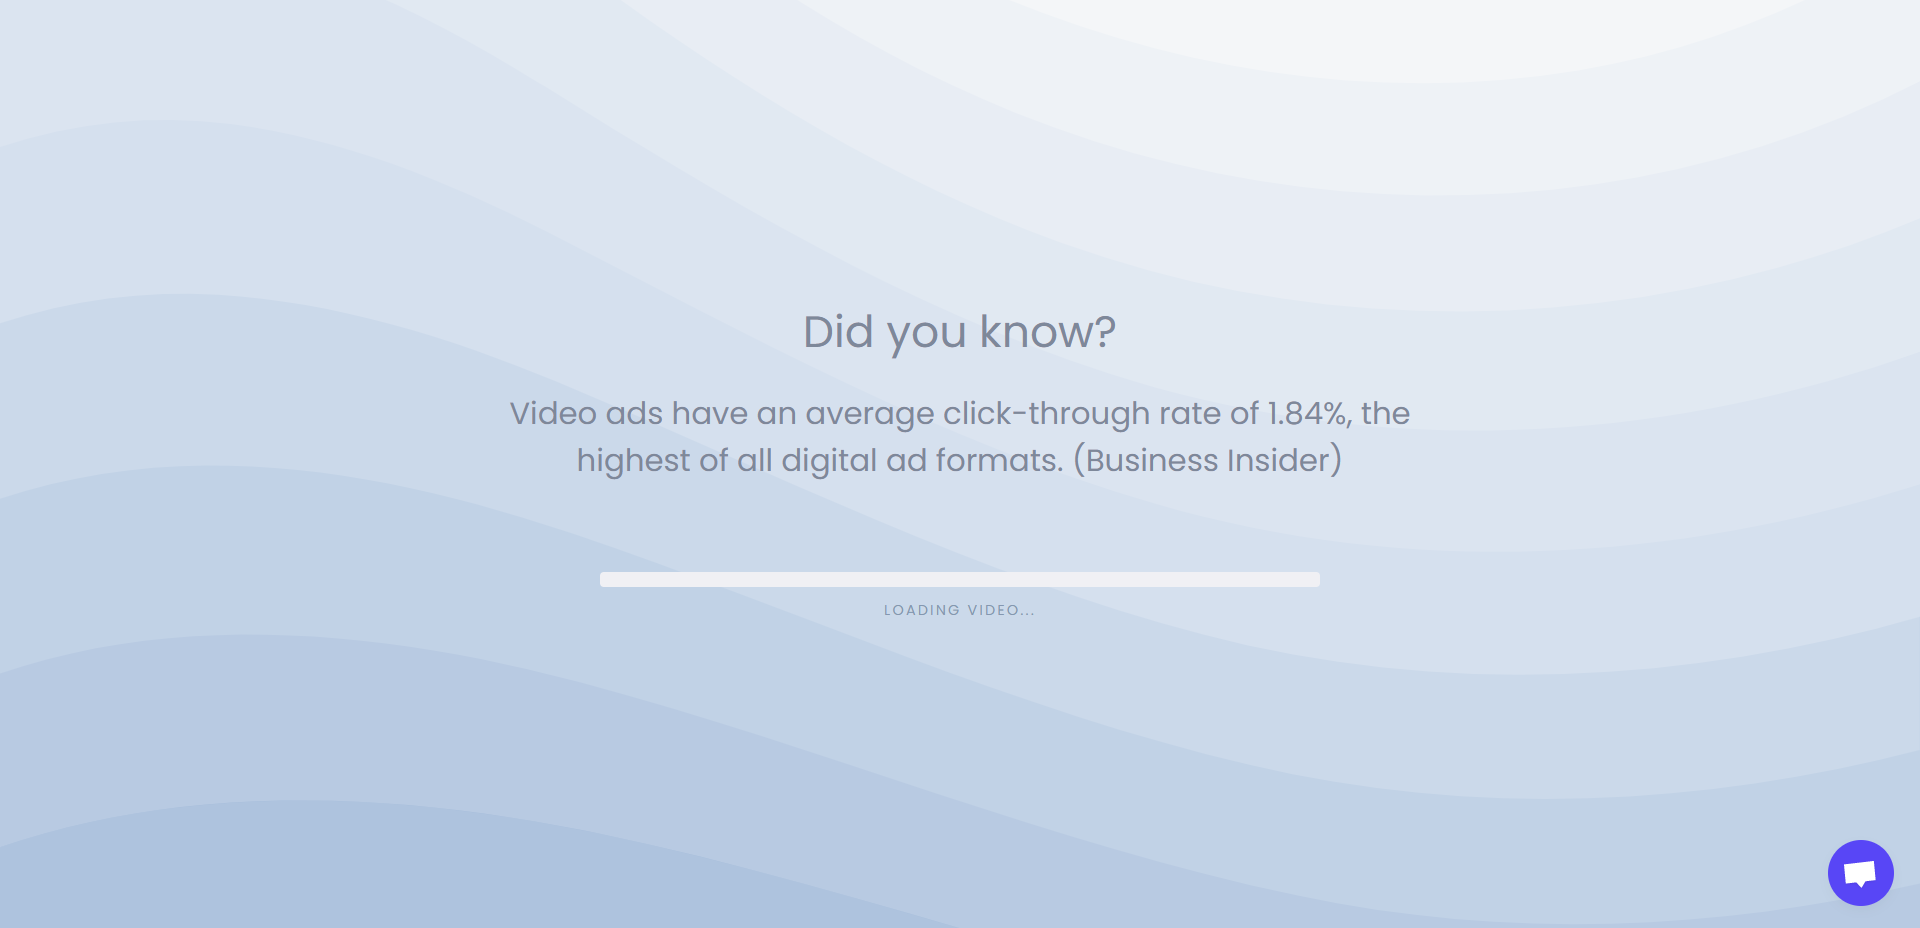 Did you know?
Video ads have an average click-through rate of 1.84%, the
highest of all digital ad formats. (Business Insider)
LOADING VIDEO...